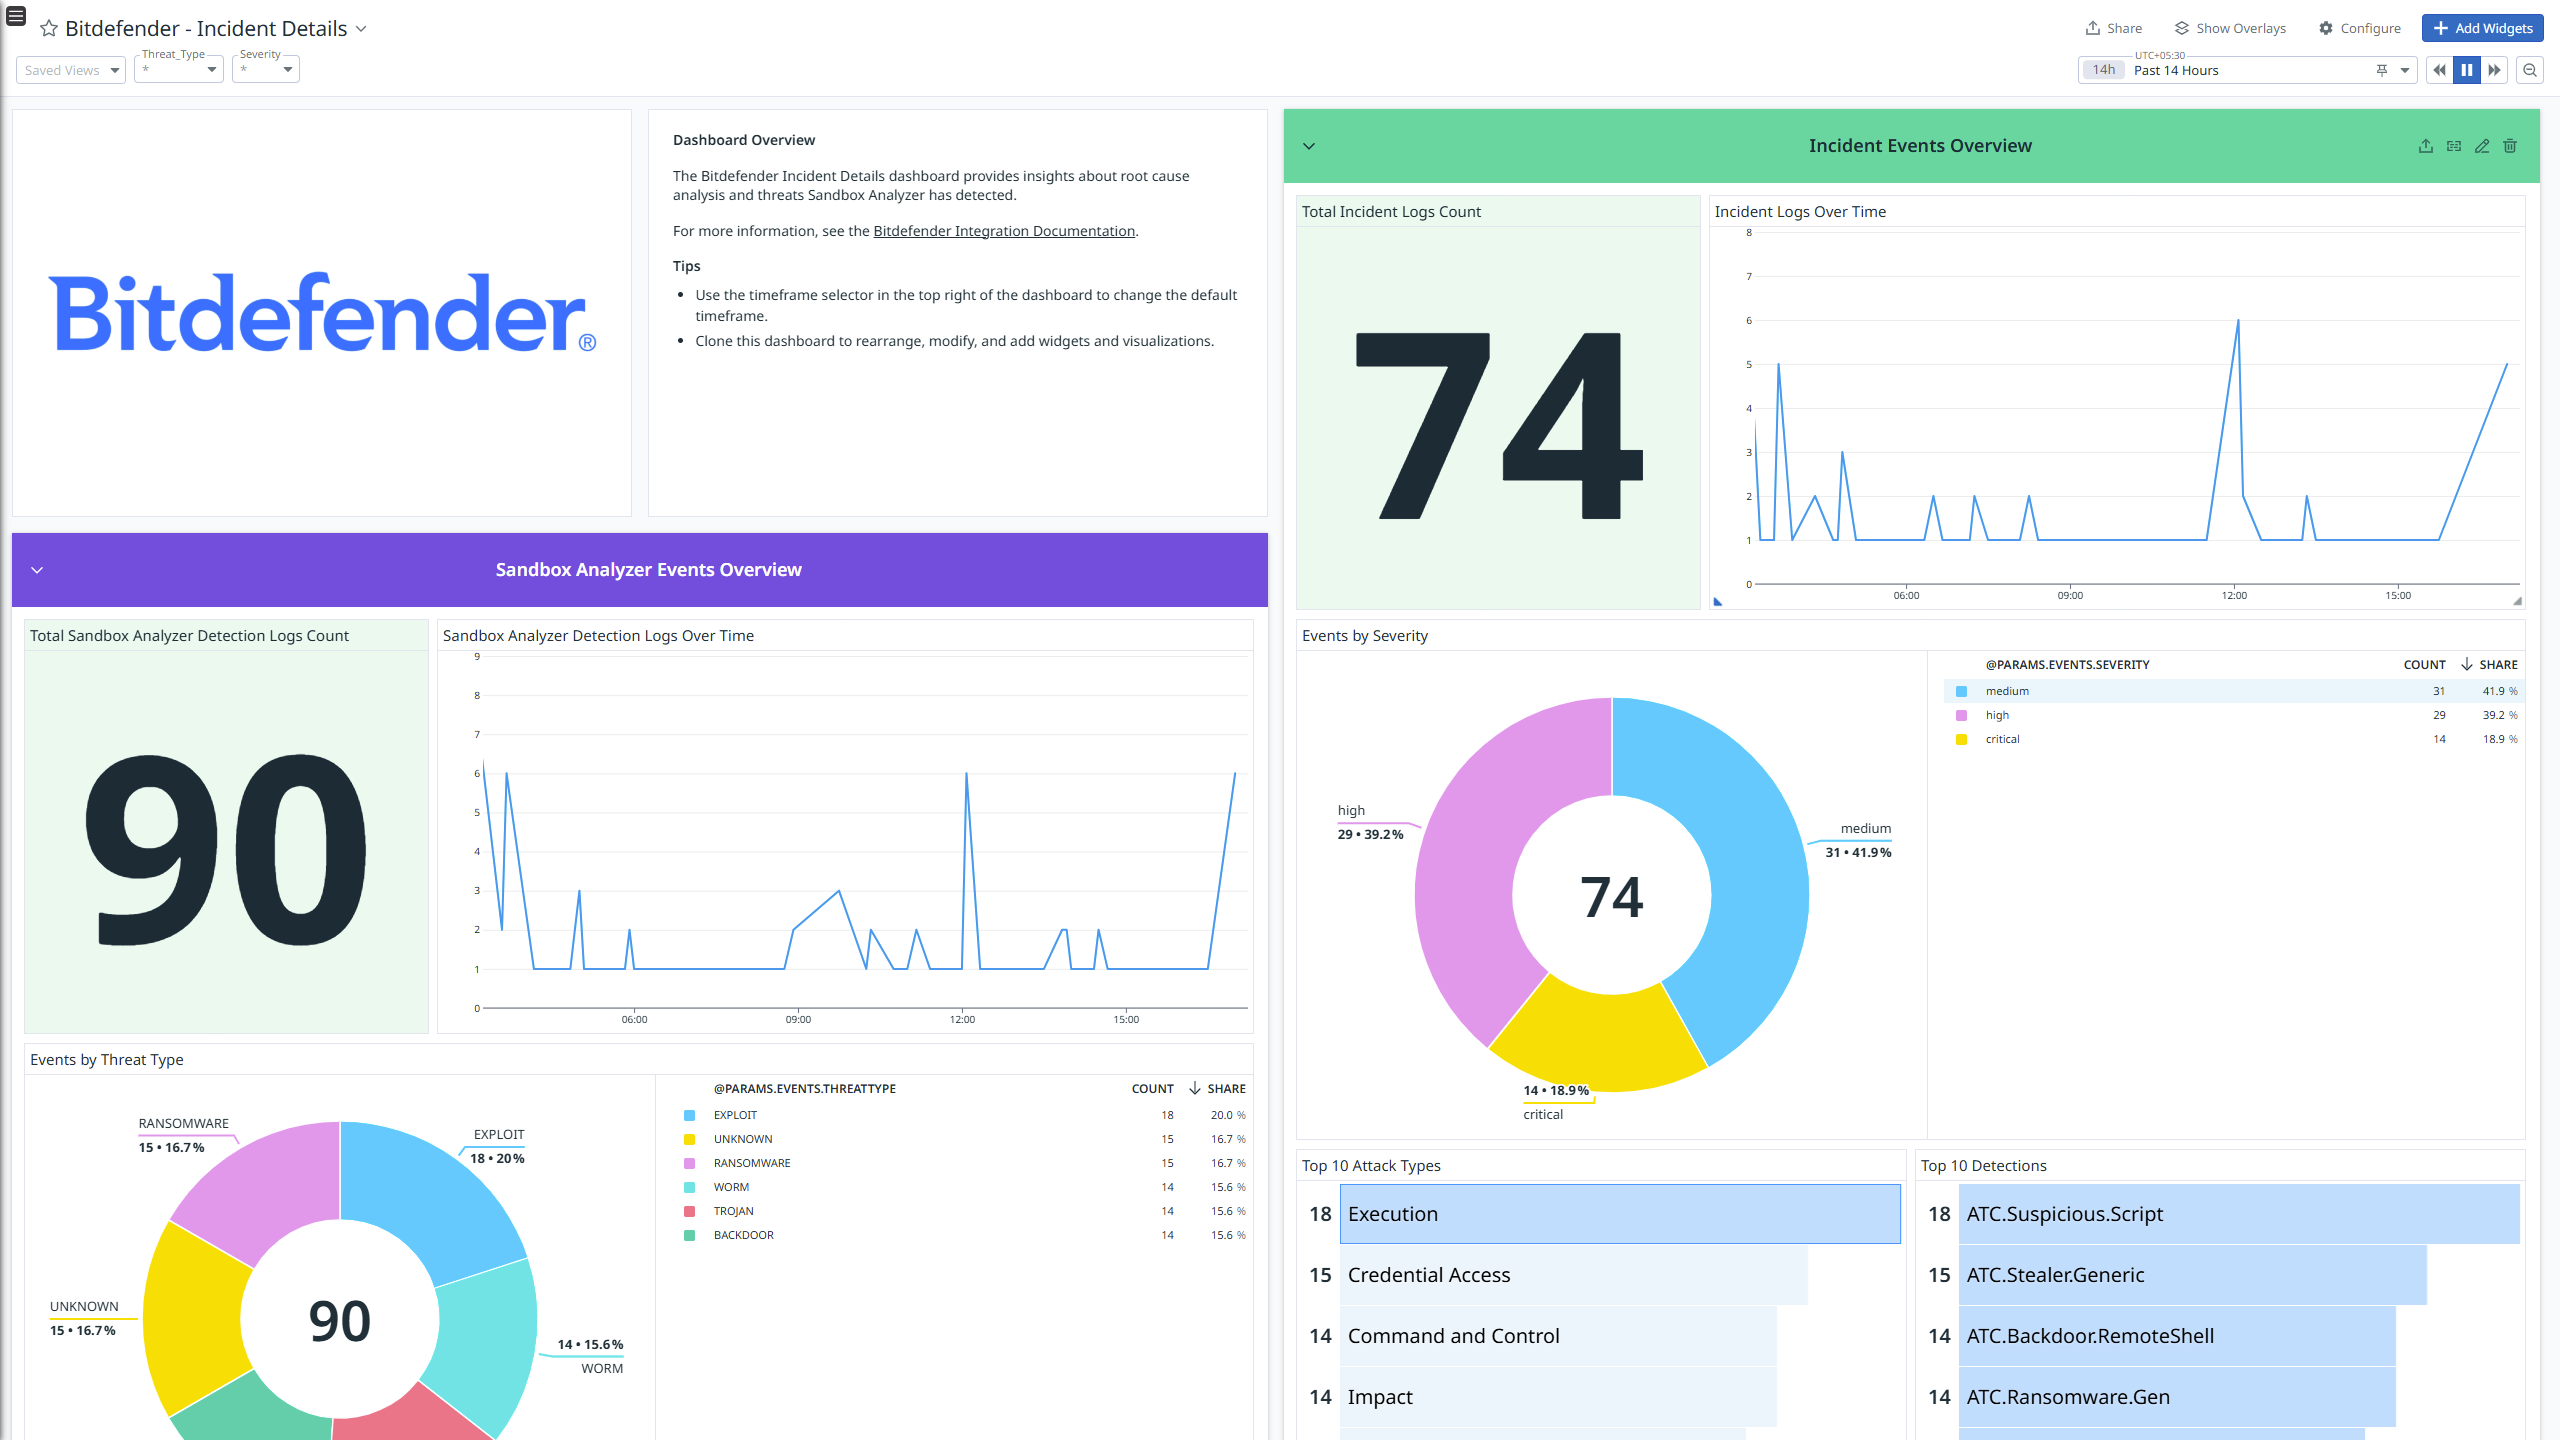 Bitdefender - Incident Details
Share
Show Overlays
Configure
Add Widgets
Saved Views
Threat_Type
*
Severity
*
UTC+05:30
14h
Past 14 Hours
Bitdefender®
Dashboard Overview
The Bitdefender Incident Details dashboard provides insights about root cause
analysis and threats Sandbox Analyzer has detected.
For more information, see the Bitdefender Integration Documentation.
Tips
• Use the timeframe selector in the top right of the dashboard to change the default
timeframe.
• Clone this dashboard to rearrange, modify, and add widgets and visualizations.
Sandbox Analyzer Events Overview
Total Sandbox Analyzer Detection Logs Count
90
Sandbox Analyzer Detection Logs Over Time
9
8
7
6
5
4
3
2
1
0
06:00
09:00
12:00
15:00
Events by Threat Type
RANSOMWARE
15 • 16.7%
EXPLOIT
18 • 20%
UNKNOWN
15 • 16.7%
90
14 • 15.6%
WORM
@PARAMS.EVENTS.THREATTYPE COUNT SHARE
EXPLOIT 18 20.0 %
UNKNOWN 15 16.7 %
RANSOMWARE 15 16.7 %
WORM 14 15.6 %
TROJAN 14 15.6 %
BACKDOOR 14 15.6 %
Incident Events Overview
Total Incident Logs Count
74
Incident Logs Over Time
8
7
6
5
4
3
2
1
0
06:00
09:00
12:00
15:00
Events by Severity
high
29 • 39.2%
medium
31 • 41.9%
74
14 • 18.9%
critical
@PARAMS.EVENTS.SEVERITY COUNT SHARE
medium 31 41.9 %
high 29 39.2 %
critical 14 18.9 %
Top 10 Attack Types
18 Execution
15 Credential Access
14 Command and Control
14 Impact
Top 10 Detections
18 ATC.Suspicious.Script
15 ATC.Stealer.Generic
14 ATC.Backdoor.RemoteShell
14 ATC.Ransomware.Gen